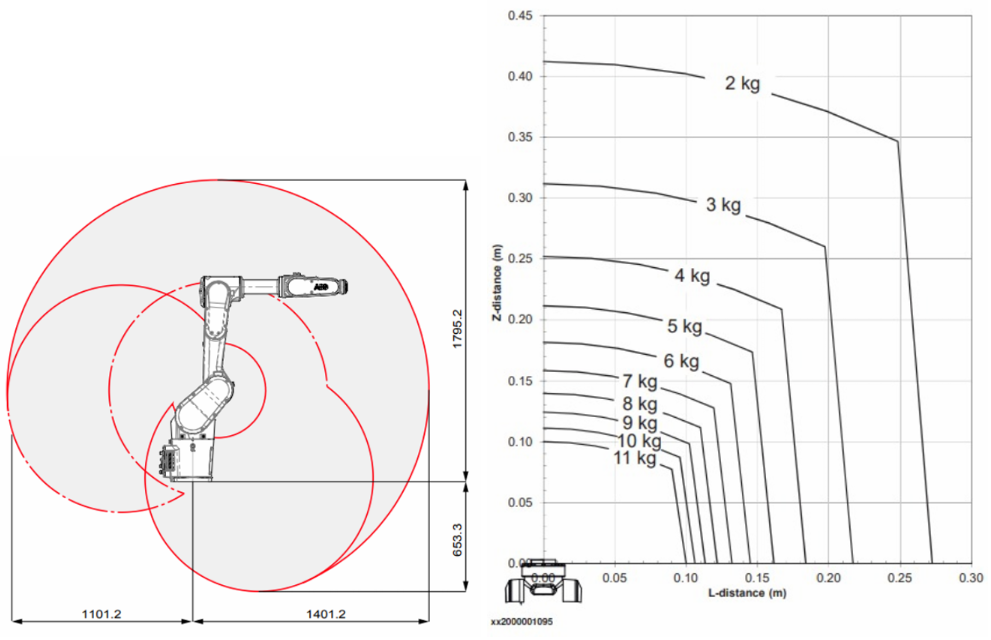 ABB
1795.2
653.3
1101.2
1401.2
0.45
0.40
0.35
0.30
0.25
0.20
0.15
0.10
0.05
0.00
Z-distance (m)
2 kg
3 kg
4 kg
5 kg
6 kg
7 kg
8 kg
9 kg
10 kg
11 kg
0.00
0.05
0.10
0.15
0.20
0.25
0.30
L-distance (m)
xx2000001095